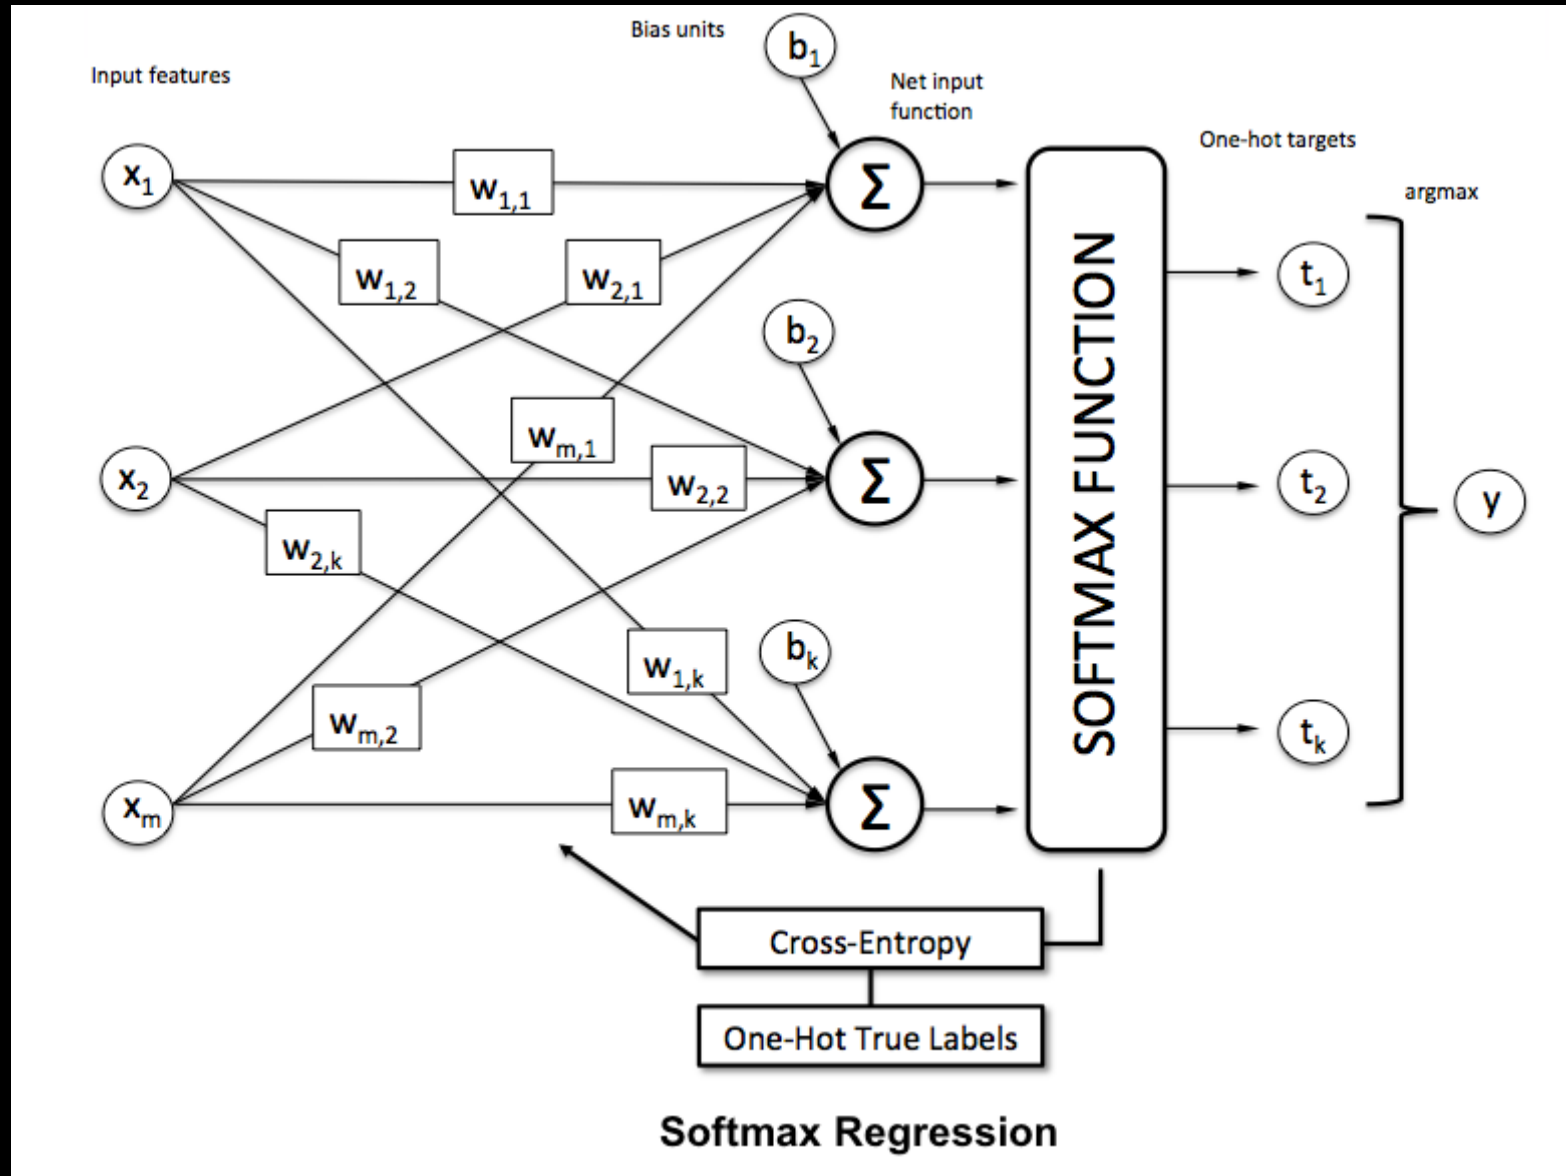 Bias units
b1
Input features
Net input
function
One-hot targets
argmax
x1
w1,1
Σ
w1,2
w2,1
t1
b2
wm,1
x2
w2,2
Σ
t2
y
w2,k
SOFTMAX FUNCTION
bk
w1,k
wm,2
tk
xm
wm,k
Σ
Cross-Entropy
One-Hot True Labels
Softmax Regression